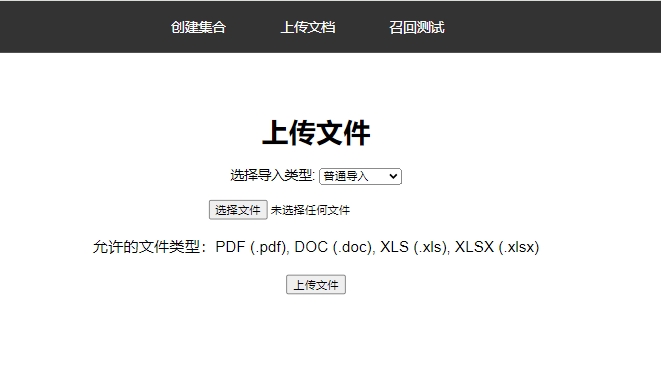 创建集合 上传文档 召回测试
上传文件
选择导入类型: 普通导入
选择文件 未选择任何文件
允许的文件类型：PDF (.pdf), DOC (.doc), XLS (.xls), XLSX (.xlsx)
上传文件